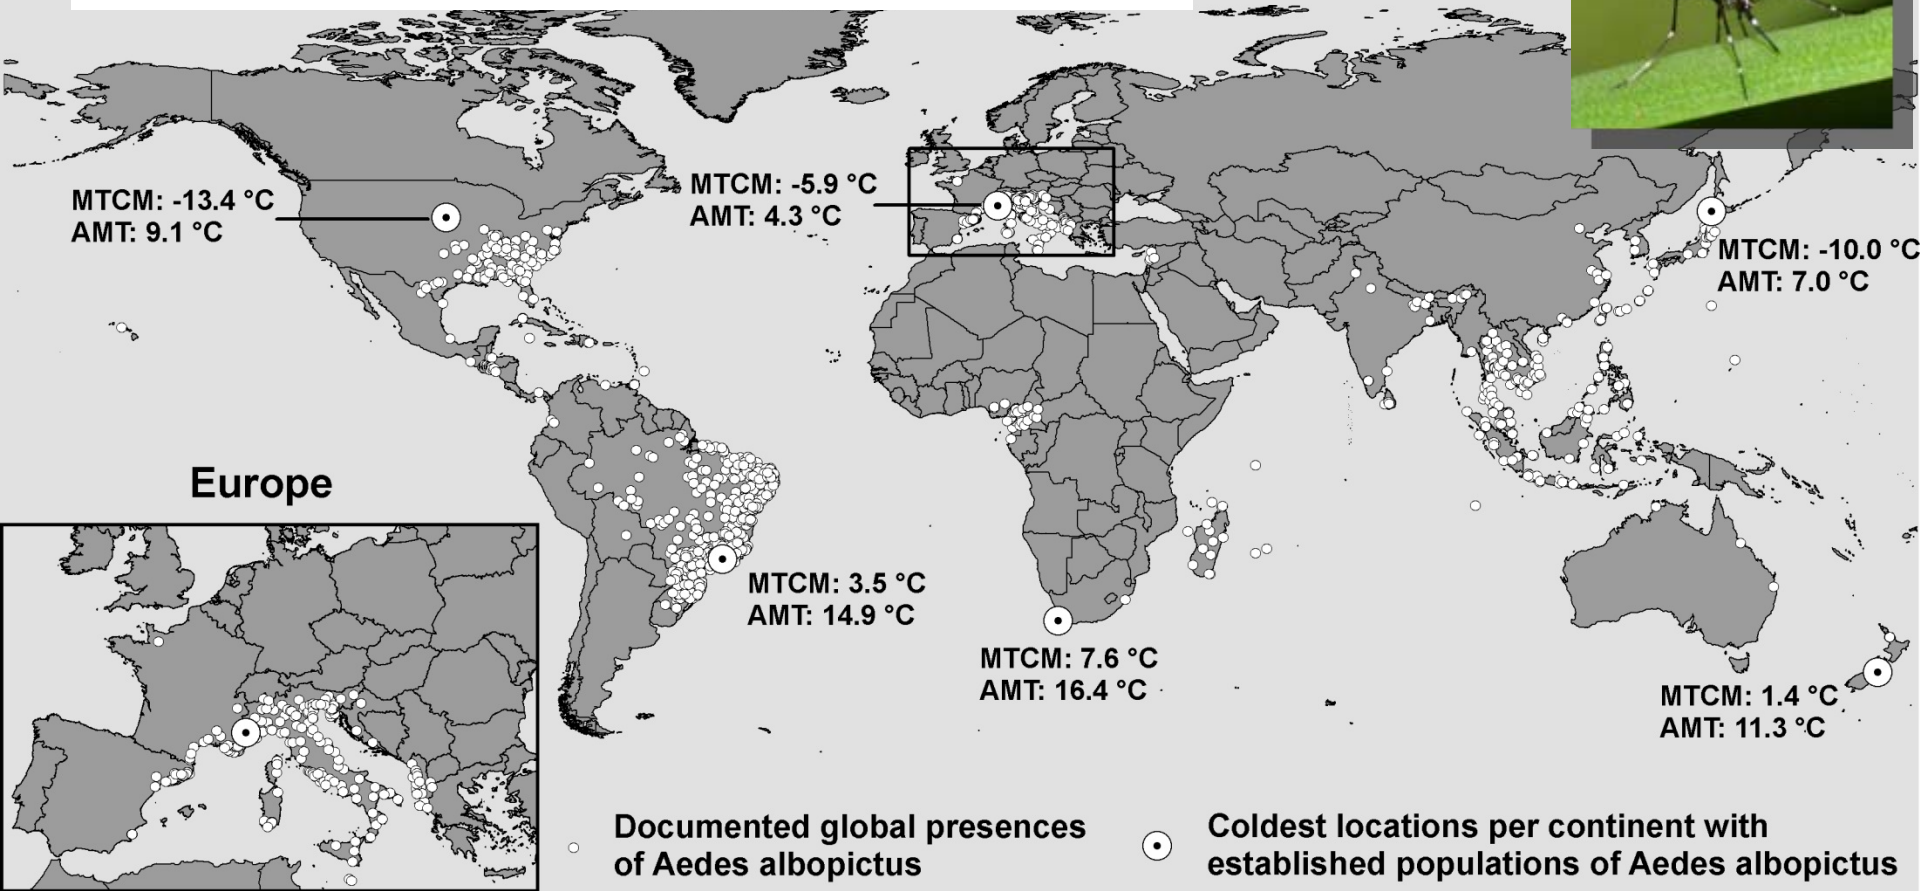 MTCM: -13.4 °C
AMT: 9.1 °C
MTCM: -5.9 °C
AMT: 4.3 °C
MTCM: -10.0 °C
AMT: 7.0 °C
Europe
MTCM: 3.5 °C
AMT: 14.9 °C
MTCM: 7.6 °C
AMT: 16.4 °C
MTCM: 1.4 °C
AMT: 11.3 °C
Documented global presences
of Aedes albopictus
Coldest locations per continent with
established populations of Aedes albopictus